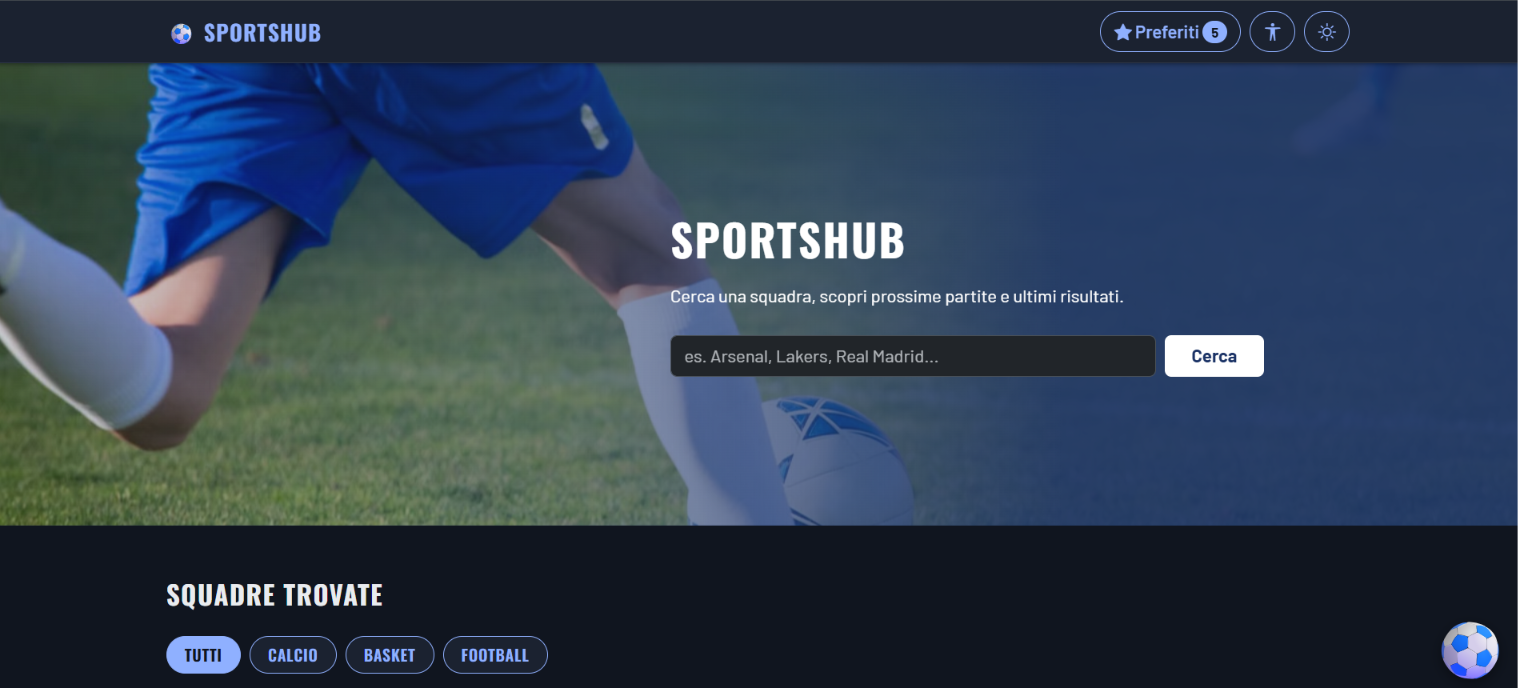 SPORTSHUB
Preferiti 5
SPORTSHUB
Cerca una squadra, scopri prossime partite e ultimi risultati.
es. Arsenal, Lakers, Real Madrid...
Cerca
SQUADRE TROVATE
TUTTI CALCIO BASKET FOOTBALL